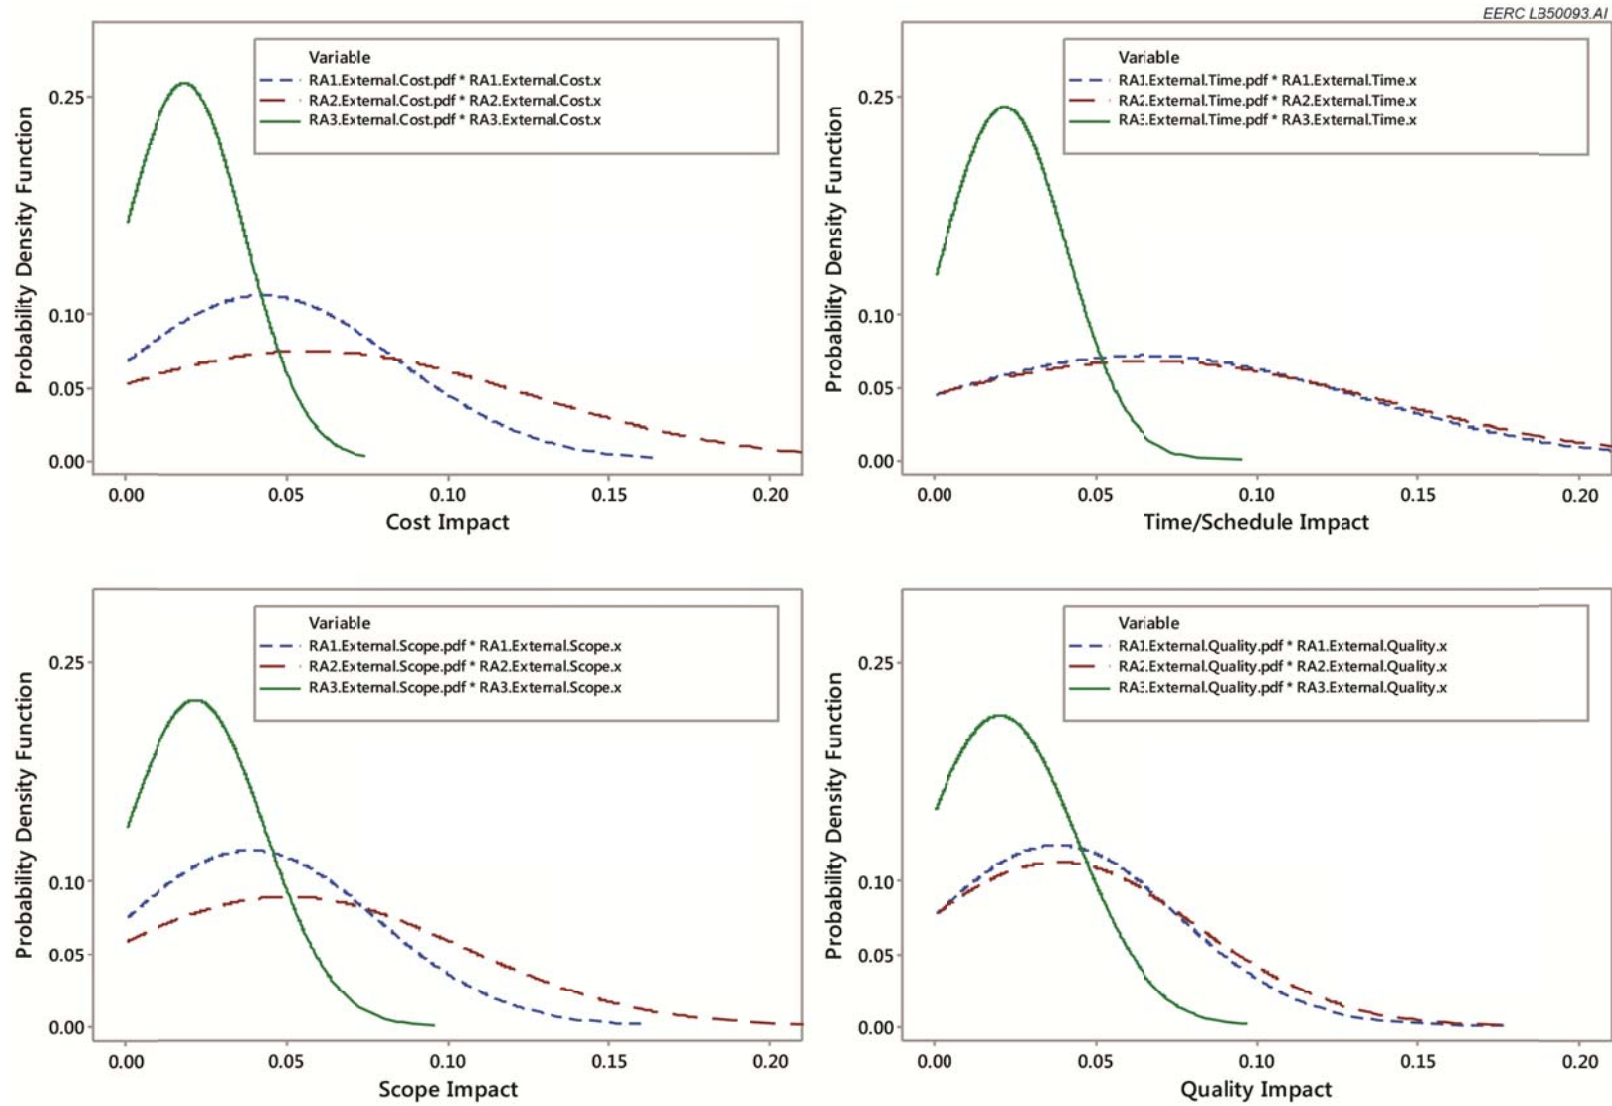 EERC LB50093.AI
Variable
RA1.External.Cost.pdf * RA1.External.Cost.x
RA2.External.Cost.pdf * RA2.External.Cost.x
RA3.External.Cost.pdf * RA3.External.Cost.x
Probability Density Function
0.25
0.10
0.05
0.00
0.00 0.05 0.10 0.15 0.20
Cost Impact
Variable
RA1.External.Time.pdf * RA1.External.Time.x
RA2.External.Time.pdf * RA2.External.Time.x
RA3.External.Time.pdf * RA3.External.Time.x
Probability Density Function
0.25
0.10
0.05
0.00
0.00 0.05 0.10 0.15 0.20
Time/Schedule Impact
Variable
RA1.External.Scope.pdf * RA1.External.Scope.x
RA2.External.Scope.pdf * RA2.External.Scope.x
RA3.External.Scope.pdf * RA3.External.Scope.x
Probability Density Function
0.25
0.10
0.05
0.00
0.00 0.05 0.10 0.15 0.20
Scope Impact
Variable
RA1.External.Quality.pdf * RA1.External.Quality.x
RA2.External.Quality.pdf * RA2.External.Quality.x
RA3.External.Quality.pdf * RA3.External.Quality.x
Probability Density Function
0.25
0.10
0.05
0.00
0.00 0.05 0.10 0.15 0.20
Quality Impact